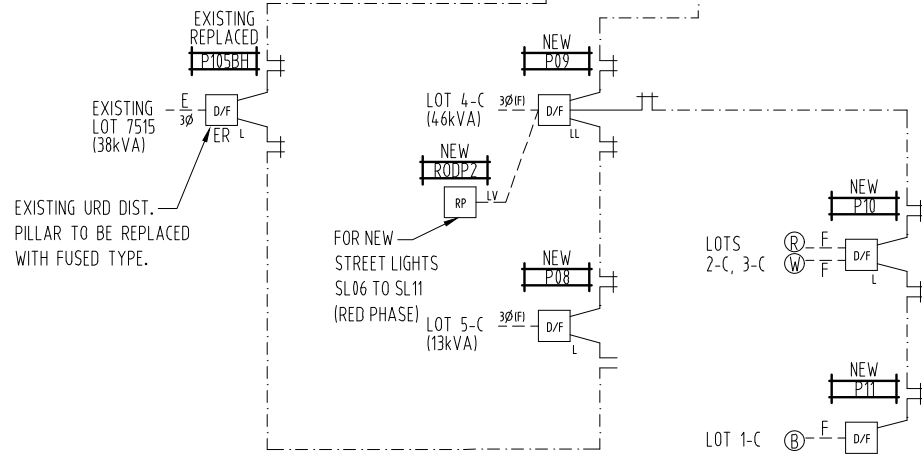 EXISTING
REPLACED
P105BH
E
3Ø
D/F
ER
L
EXISTING
LOT 7515
(38kVA)
EXISTING URD DIST.
PILLAR TO BE REPLACED
WITH FUSED TYPE.
NEW
P09
LOT 4-C
(46kVA)
3Ø(F)
D/F
LL
NEW
RODP2
RP
LV
FOR NEW
STREET LIGHTS
SL06 TO SL11
(RED PHASE)
NEW
P08
LOT 5-C
(13kVA)
3Ø(F)
D/F
L
NEW
P10
LOTS
2-C, 3-C
R F
W F
D/F
L
NEW
P11
LOT 1-C
B F
D/F